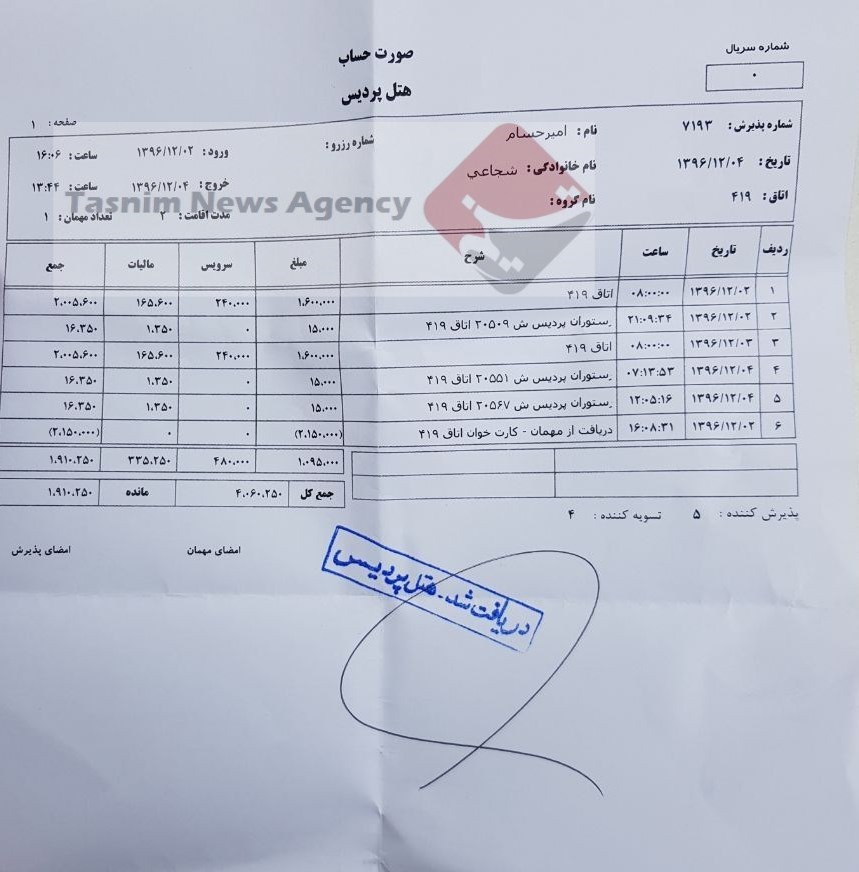 صورت حساب
هتل پردیس
شماره سریال
۰
صفحه: ۱
شماره پذیرش: ۷۱۹۳
نام: امیرحسام
شماره رزرو:
ورود: ۱۳۹۶/۱۲/۰۲ ساعت: ۱۶:۰۶
تاریخ: ۱۳۹۶/۱۲/۰۴
نام خانوادگی: شجاعي
خروج: ۱۳۹۶/۱۲/۰۴ ساعت: ۱۳:۴۴
اتاق: ۴۱۹
نام گروه:
مدت اقامت: ۲ تعداد مهمان: ۱
Tasnim News Agency
تسنیم
ردیف تاریخ ساعت شرح مبلغ سرویس مالیات جمع
۱ ۱۳۹۶/۱۲/۰۲ ۰۸:۰۰:۰۰ اتاق ۴۱۹ ۱،۶۰۰،۰۰۰ ۲۴۰،۰۰۰ ۱۶۵،۶۰۰ ۲،۰۰۵،۶۰۰
۲ ۱۳۹۶/۱۲/۰۲ ۲۱:۰۹:۳۴ رستوران پردیس ش ۲۰۵۰۹ اتاق ۴۱۹ ۱۵،۰۰۰ ۰ ۱،۳۵۰ ۱۶،۳۵۰
۳ ۱۳۹۶/۱۲/۰۳ ۰۸:۰۰:۰۰ اتاق ۴۱۹ ۱،۶۰۰،۰۰۰ ۲۴۰،۰۰۰ ۱۶۵،۶۰۰ ۲،۰۰۵،۶۰۰
۴ ۱۳۹۶/۱۲/۰۴ ۰۷:۱۳:۵۳ رستوران پردیس ش ۲۰۵۵۱ اتاق ۴۱۹ ۱۵،۰۰۰ ۰ ۱،۳۵۰ ۱۶،۳۵۰
۵ ۱۳۹۶/۱۲/۰۴ ۱۲:۰۵:۱۶ رستوران پردیس ش ۲۰۵۶۷ اتاق ۴۱۹ ۱۵،۰۰۰ ۰ ۱،۳۵۰ ۱۶،۳۵۰
۶ ۱۳۹۶/۱۲/۰۲ ۱۶:۰۸:۳۱ دریافت از مهمان - کارت خوان اتاق ۴۱۹ (۲،۱۵۰،۰۰۰) ۰ ۰ (۲،۱۵۰،۰۰۰)
۱،۰۹۵،۰۰۰ ۴۸۰،۰۰۰ ۳۳۵،۲۵۰ ۱،۹۱۰،۲۵۰
جمع کل ۴،۰۶۰،۲۵۰ مانده ۱،۹۱۰،۲۵۰
پذیرش کننده: ۵ تسویه کننده: ۴
امضای مهمان امضای پذیرش
دریافت شد. هتل پردیس